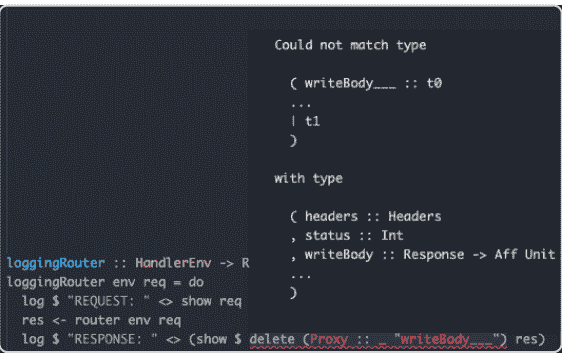 Could not match type
( writeBody___ :: t0
...
| t1
)
with type
( headers :: Headers
, status :: Int
, writeBody :: Response -> Aff Unit
...
)
loggingRouter :: HandlerEnv -> R
loggingRouter env req = do
log $ "REQUEST: " <> show req
res <- router env req
log $ "RESPONSE: " <> (show $ delete (Proxy :: _ "writeBody___") res)